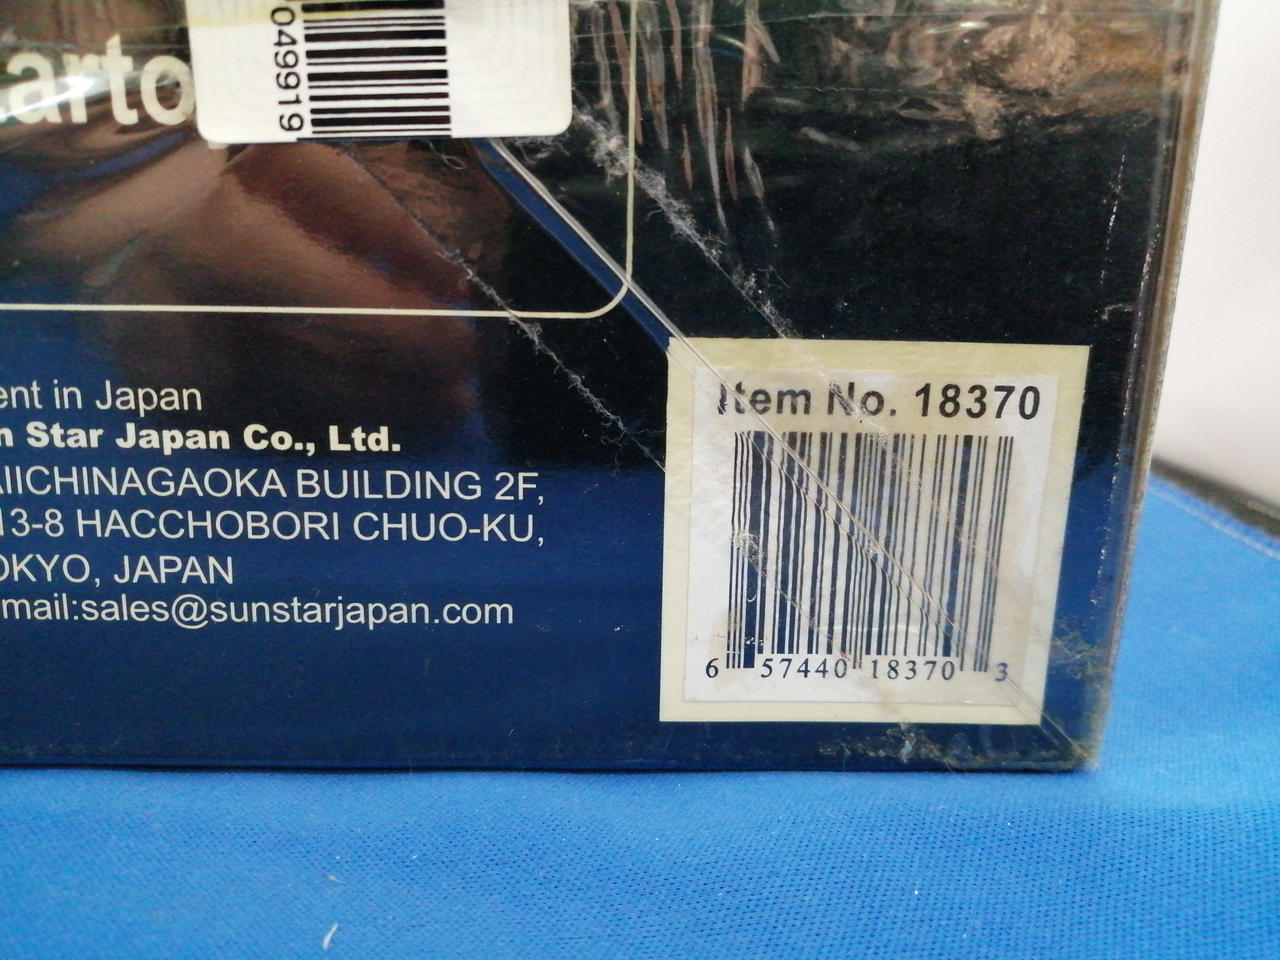 arto
049919
ent in Japan
n Star Japan Co., Ltd.
AIICHINAGAOKA BUILDING 2F,
13-8 HACCHOBORI CHUO-KU,
OKYO, JAPAN
mail:sales@sunstarjapan.com
Item No. 18370
6 57440 18370 3